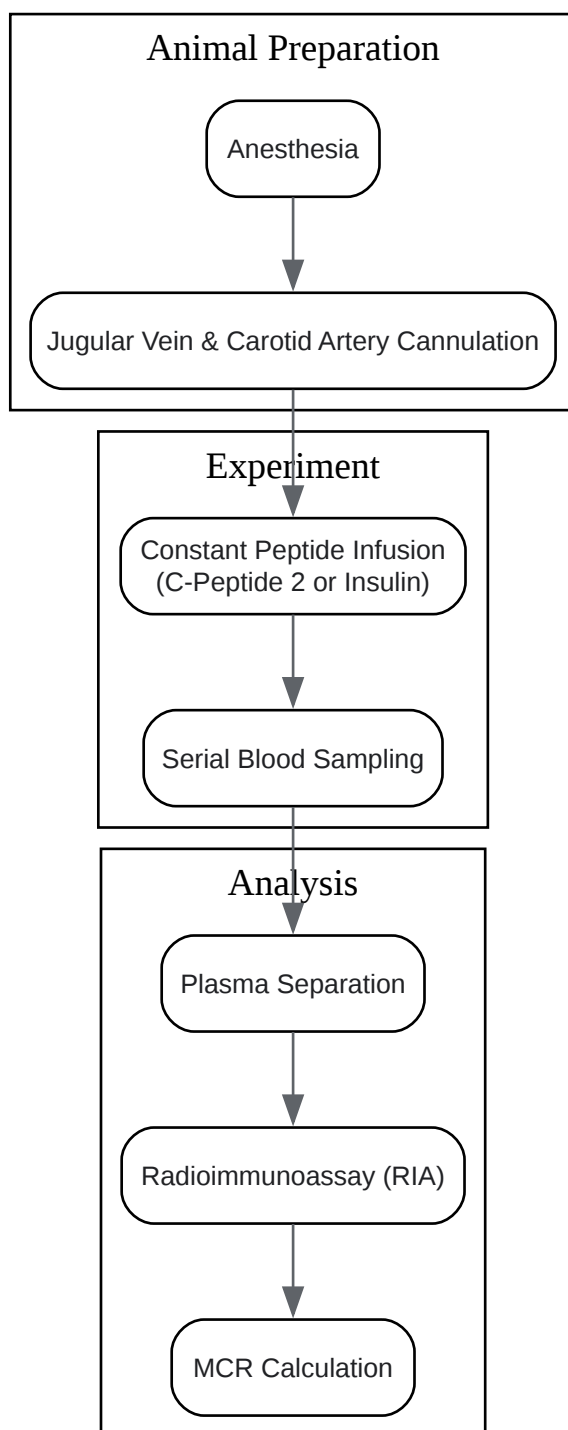 Animal Preparation
Anesthesia
Jugular Vein & Carotid Artery Cannulation
Experiment
Constant Peptide Infusion
(C-Peptide 2 or Insulin)
Serial Blood Sampling
Analysis
Plasma Separation
Radioimmunoassay (RIA)
MCR Calculation